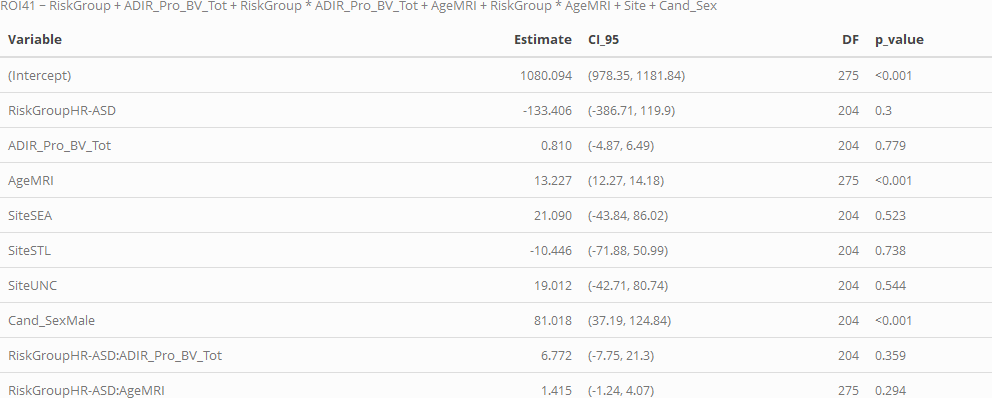 ROI41 ~ RiskGroup + ADIR_Pro_BV_Tot + RiskGroup * ADIR_Pro_BV_Tot + AgeMRI + RiskGroup * AgeMRI + Site + Cand_Sex
Variable Estimate CI_95 DF p_value
(Intercept) 1080.094 (978.35, 1181.84) 275 <0.001
RiskGroupHR-ASD -133.406 (-386.71, 119.9) 204 0.3
ADIR_Pro_BV_Tot 0.810 (-4.87, 6.49) 204 0.779
AgeMRI 13.227 (12.27, 14.18) 275 <0.001
SiteSEA 21.090 (-43.84, 86.02) 204 0.523
SiteSTL -10.446 (-71.88, 50.99) 204 0.738
SiteUNC 19.012 (-42.71, 80.74) 204 0.544
Cand_SexMale 81.018 (37.19, 124.84) 204 <0.001
RiskGroupHR-ASD:ADIR_Pro_BV_Tot 6.772 (-7.75, 21.3) 204 0.359
RiskGroupHR-ASD:AgeMRI 1.415 (-1.24, 4.07) 275 0.294